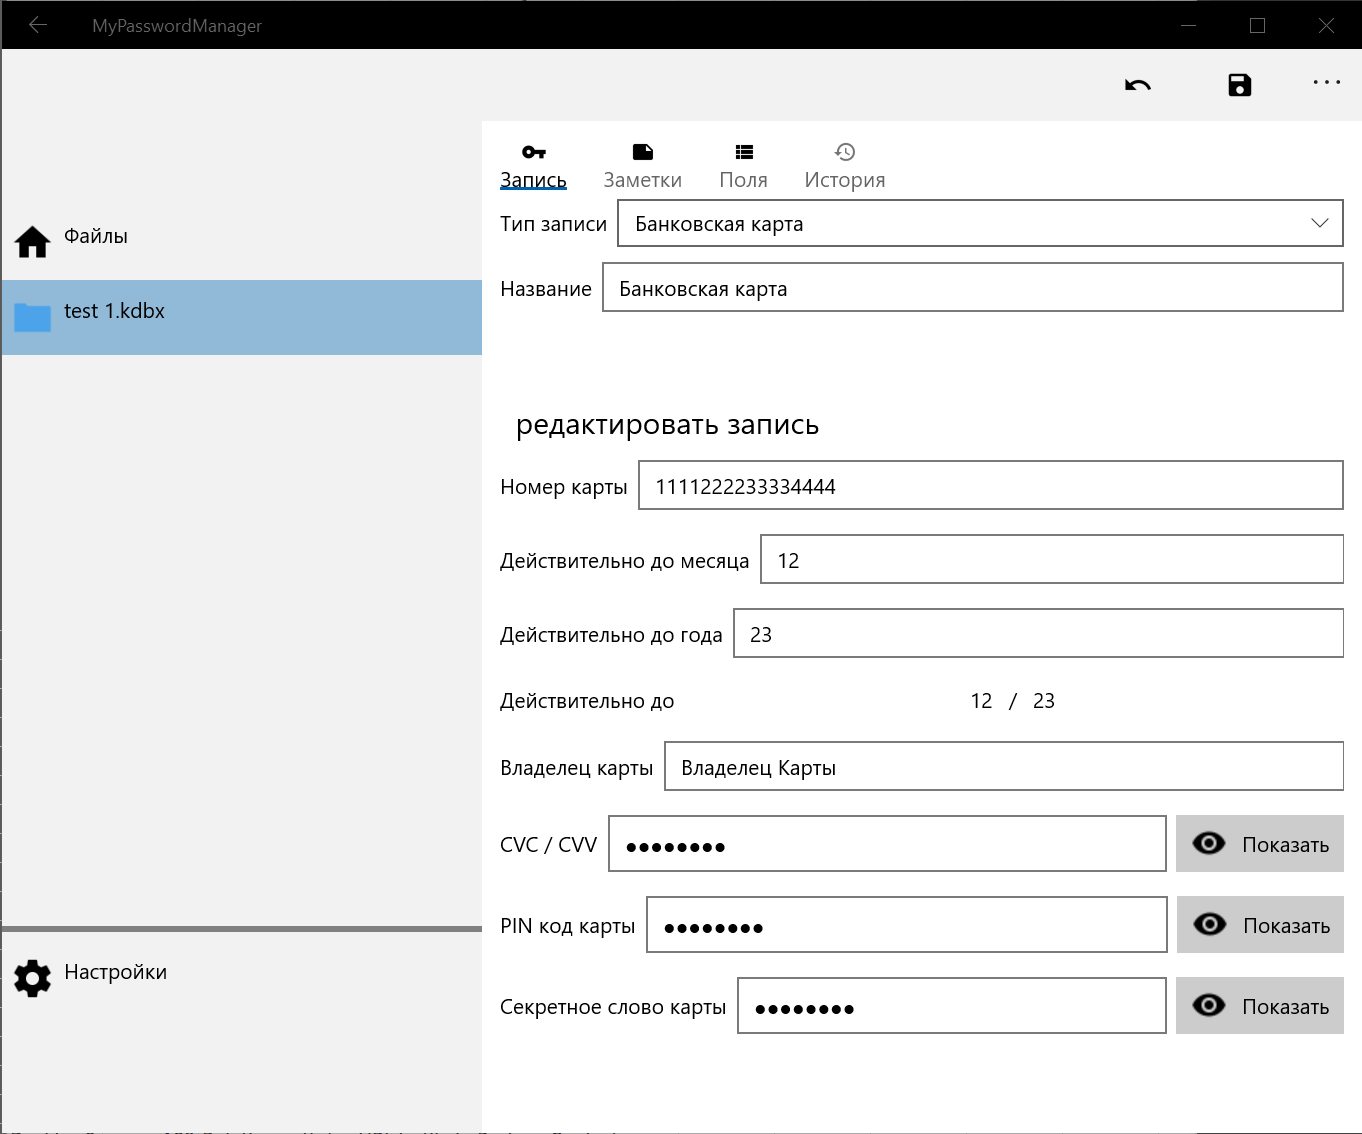 MyPasswordManager
Файлы
test 1.kdbx
Настройки
Запись Заметки Поля История
Тип записи Банковская карта
Название Банковская карта
редактировать запись
Номер карты 1111222233334444
Действительно до месяца 12
Действительно до года 23
Действительно до 12 / 23
Владелец карты Владелец Карты
CVC / CVV ●●●●●●●● Показать
PIN код карты ●●●●●●●● Показать
Секретное слово карты ●●●●●●●● Показать